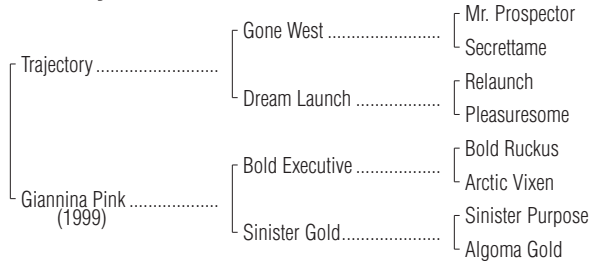 Mr. Prospector
Gone West ........................
Secrettame
Trajectory ..........................
Relaunch
Dream Launch ..................
Pleasuresome
Bold Ruckus
Bold Executive ..................
Arctic Vixen
Giannina Pink ...................
(1999)
Sinister Purpose
Sinister Gold.....................
Algoma Gold